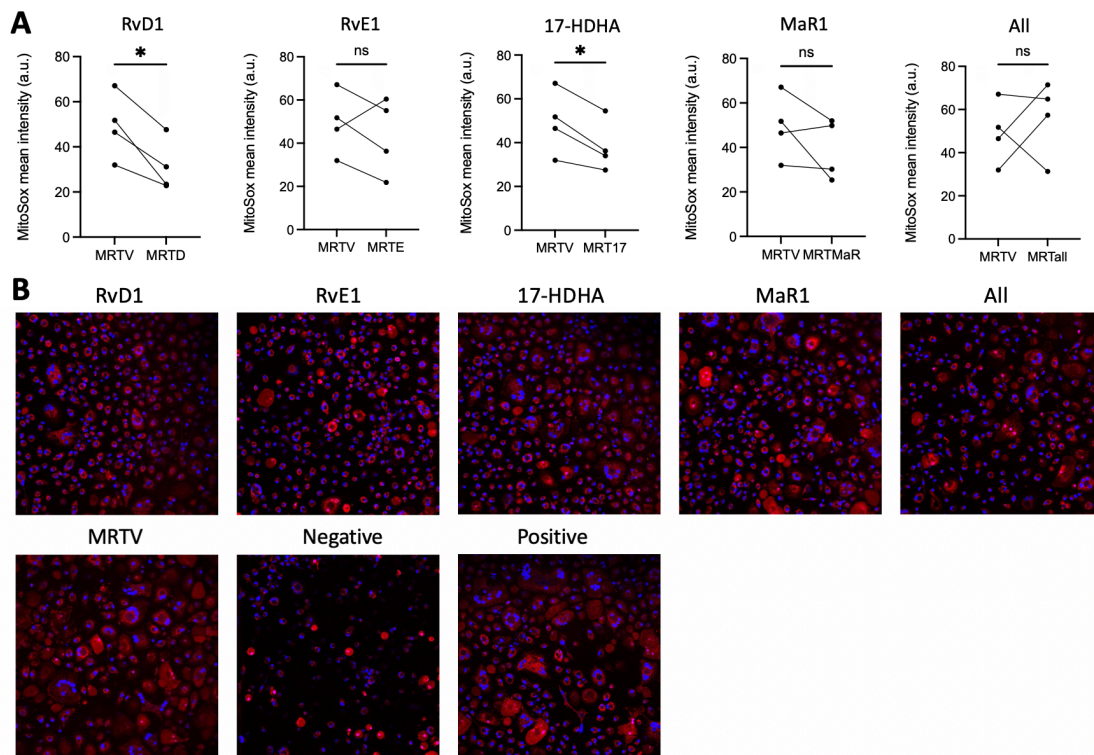 A
RvD1
RvE1
17-HDHA
MaR1
All
MitoSox mean intensity (a.u.)
80
60
40
20
0
*
MRTV MRTD
MitoSox mean intensity (a.u.)
80
60
40
20
0
ns
MRTV MRTE
MitoSox mean intensity (a.u.)
80
60
40
20
0
*
MRTV MRT17
MitoSox mean intensity (a.u.)
80
60
40
20
0
ns
MRTV MRTMaR
MitoSox mean intensity (a.u.)
100
80
60
40
20
0
ns
MRTV MRTall
B
RvD1
RvE1
17-HDHA
MaR1
All
MRTV
Negative
Positive